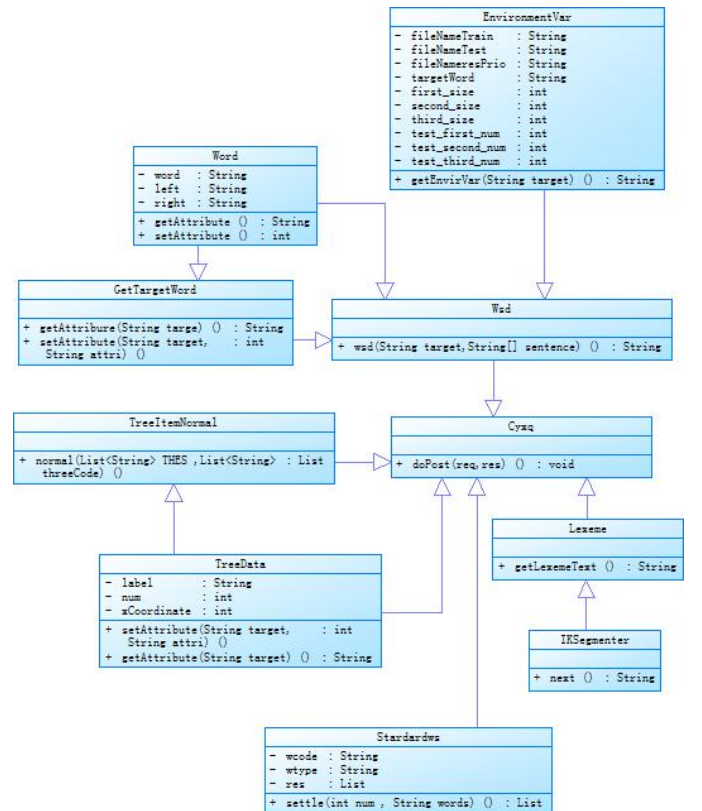 EnvironmentVar
- fileNameTrain : String
- fileNameTest : String
- fileNameresPrio : String
- targetWord : String
- first_size : int
- second_size : int
- third_size : int
- test_first_num : int
- test_second_num : int
- test_third_num : int
+ getEnvirVar(String target) () : String
Word
- word : String
- left : String
- right : String
+ getAttribute () : String
+ setAttribute () : int
GetTargetWord
+ getAttribure(String targe) () : String
+ setAttribute(String target, : int
String attri) ()
Wsd
+ wsd(String target,String[] sentence) () : String
TreeItemNormal
+ normal(List<String> THES ,List<String> : List
threeCode) ()
Cyxq
+ doPost(req,res) () : void
Lexeme
+ getLexemeText () : String
TreeData
- label : String
- num : int
- xCoordinate : int
+ setAttribute(String target, : int
String attri) ()
+ getAttribute(String target) () : String
IKSegmenter
+ next () : String
Stardardws
- wcode : String
- wtype : String
- res : List
+ settle(int num , String words) () : List